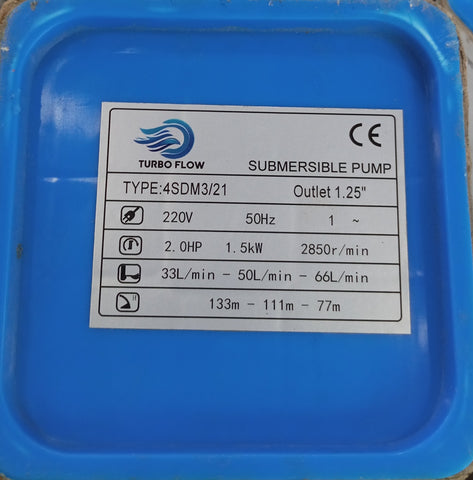 CE
TURBO FLOW
SUBMERSIBLE PUMP
TYPE:4SDM3/21 Outlet 1.25"
220V 50Hz 1 ~
2.0HP 1.5kW 2850r/min
33L/min - 50L/min - 66L/min
H
133m - 111m - 77m